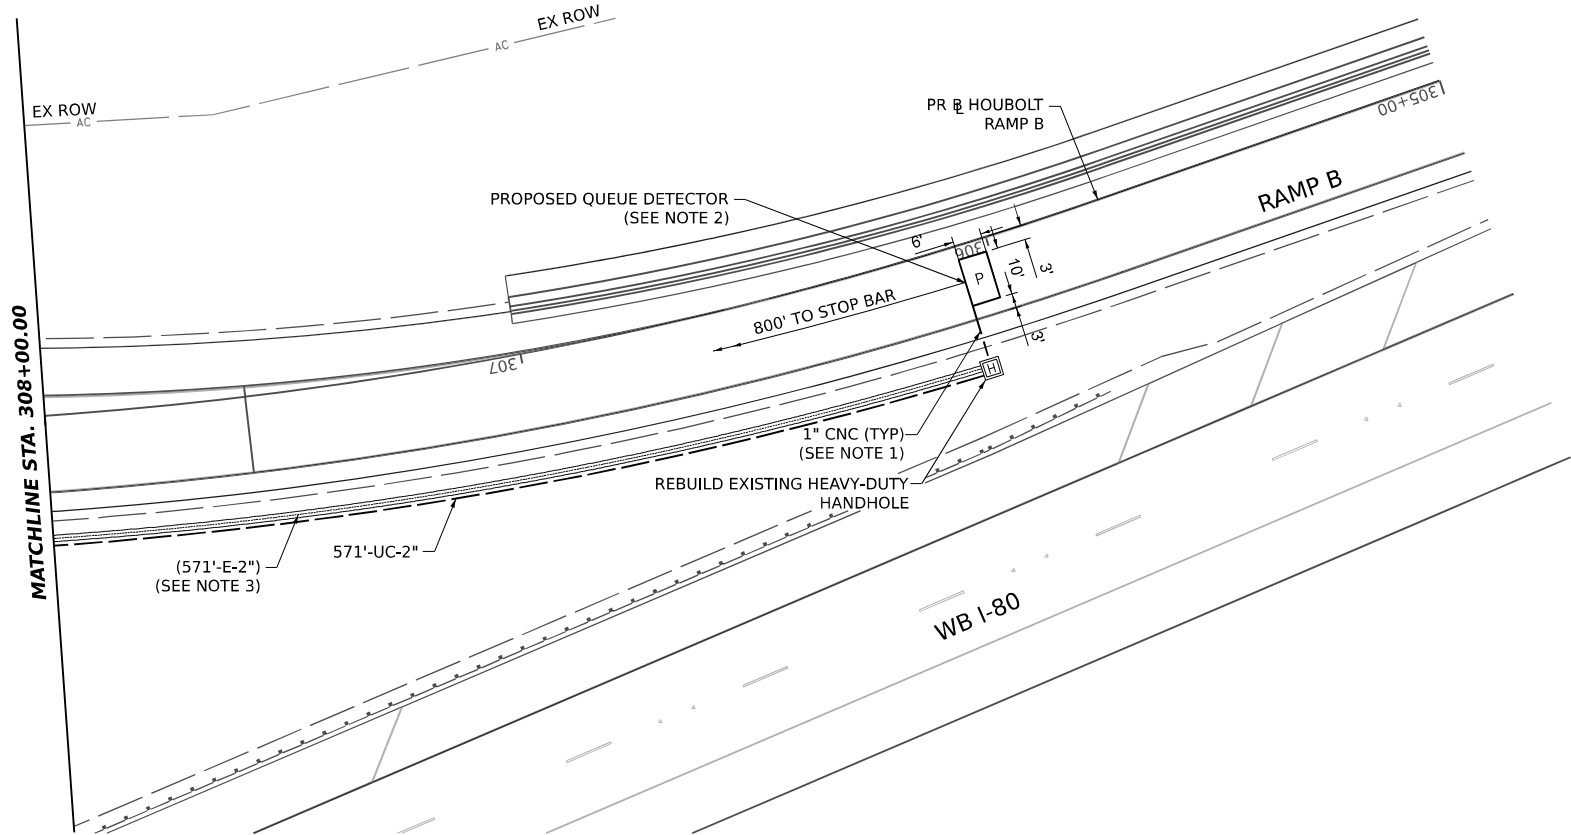 EX ROW
AC
EX ROW
AC
PR BL HOUBOLT
RAMP B
305+00
RAMP B
PROPOSED QUEUE DETECTOR
(SEE NOTE 2)
6'
306
P
10'
3'
3'
800' TO STOP BAR
307
H
MATCHLINE STA. 308+00.00
1" CNC (TYP)
(SEE NOTE 1)
REBUILD EXISTING HEAVY-DUTY
HANDHOLE
571'-UC-2"
(571'-E-2")
(SEE NOTE 3)
WB I-80